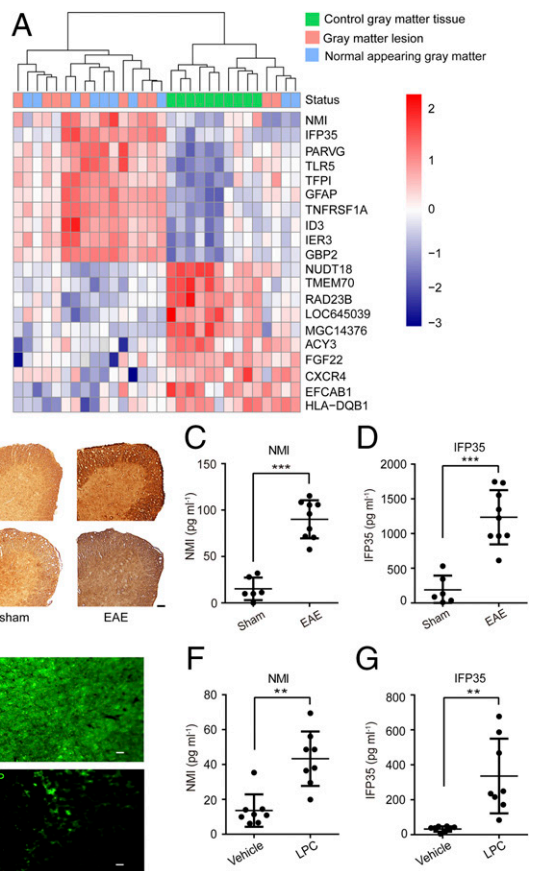 A
Control gray matter tissue
Gray matter lesion
Normal appearing gray matter
Status
NMI
IFP35
PARVG
TLR5
TFPI
GFAP
TNFRSF1A
ID3
IER3
GBP2
NUDT18
TMEM70
RAD23B
LOC645039
MGC14376
ACY3
FGF22
CXCR4
EFCAB1
HLA−DQB1
2
1
0
−1
−2
−3
sham
EAE
C
NMI
***
NMI (pg ml-1)
150
100
50
0
Sham
EAE
D
IFP35
***
IFP35 (pg ml-1)
2000
1500
1000
500
0
Sham
EAE
F
NMI
**
NMI (pg ml-1)
80
60
40
20
0
Vehicle
LPC
G
IFP35
**
IFP35 (pg ml-1)
800
600
400
200
0
Vehicle
LPC